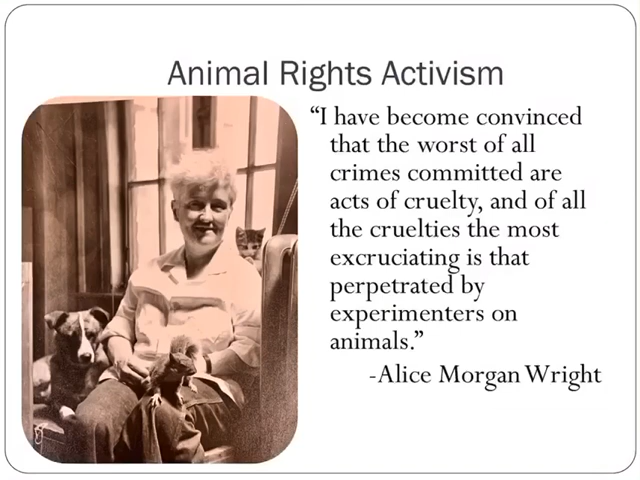 Animal Rights Activism
“I have become convinced
that the worst of all
crimes committed are
acts of cruelty, and of all
the cruelties the most
excruciating is that
perpetrated by
experimenters on
animals.”
-Alice Morgan Wright